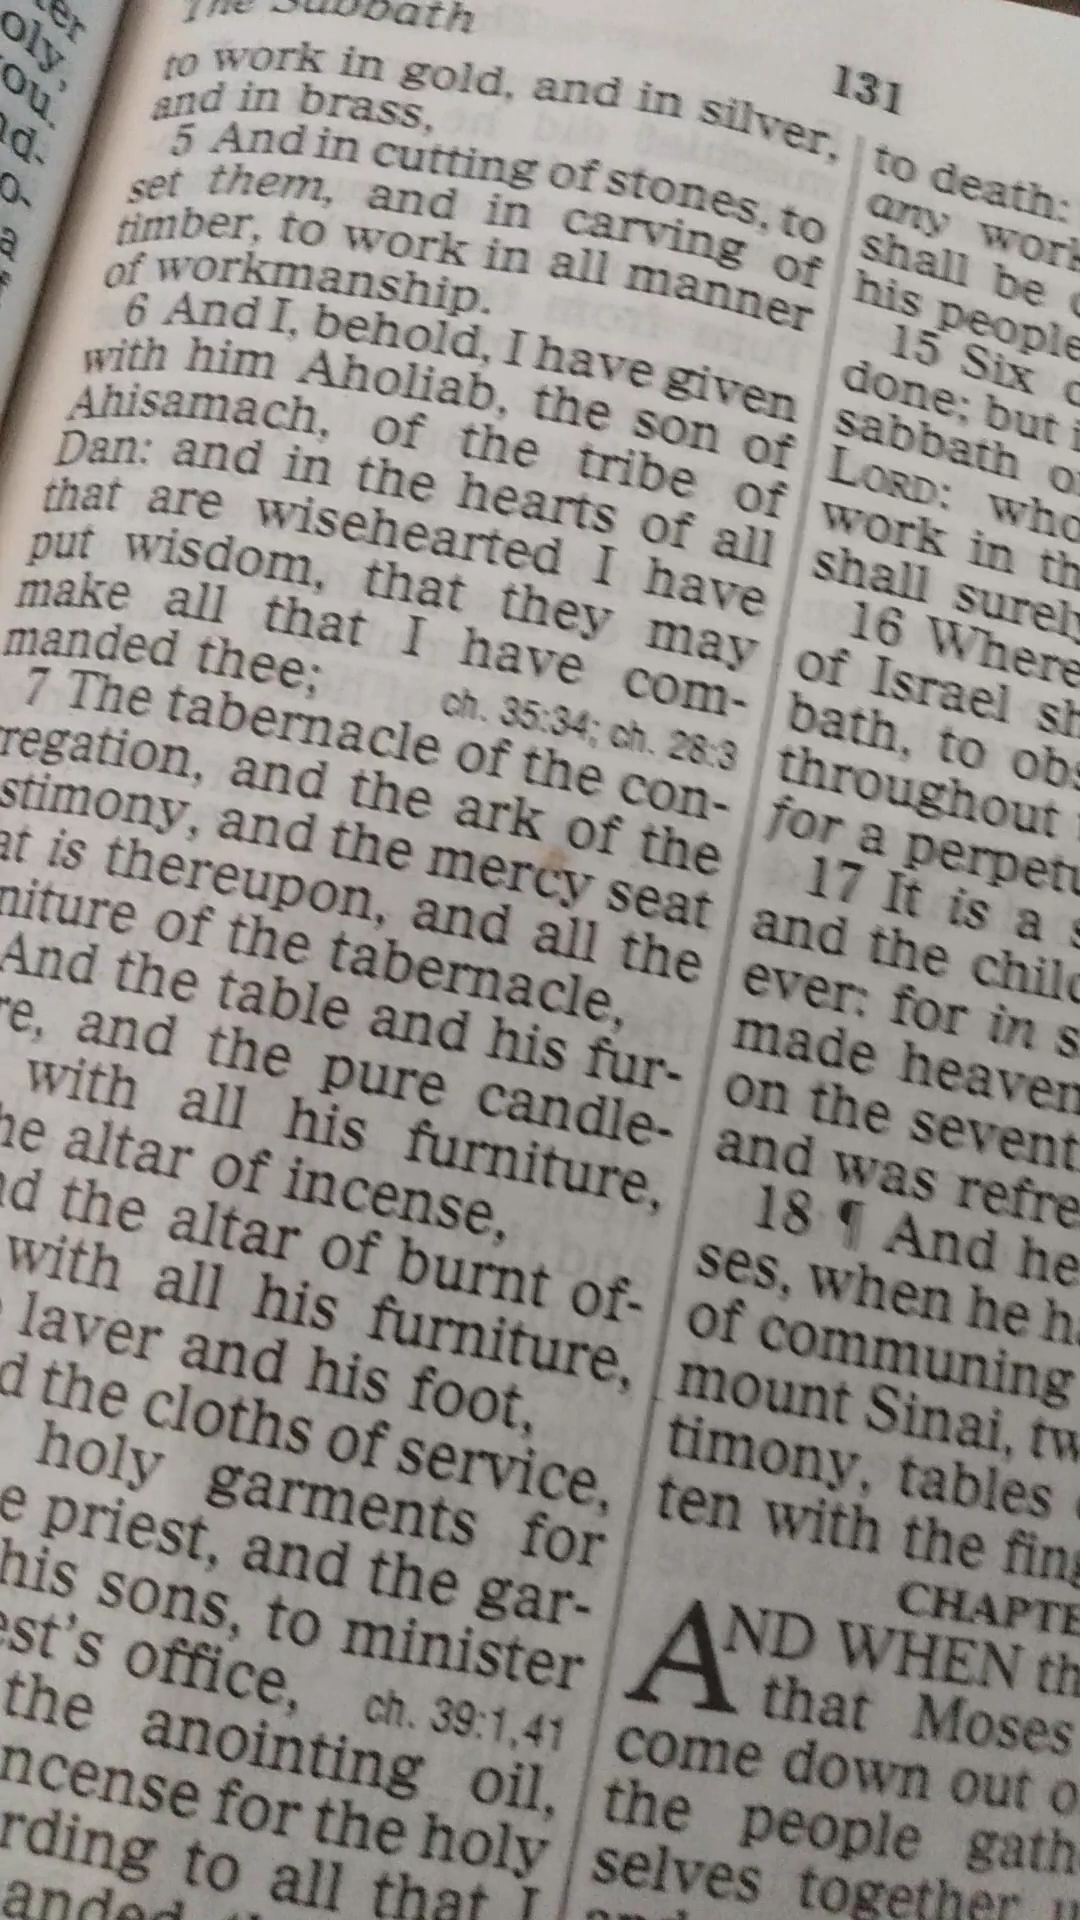 The Sabbath
131
to work in gold, and in silver,
and in brass,
5 And in cutting of stones, to
set them, and in carving of
timber, to work in all manner
of workmanship.
6 And I, behold, I have given
with him Aholiab, the son of
Ahisamach, of the tribe of
Dan: and in the hearts of all
that are wisehearted I have
put wisdom, that they may
make all that I have com-
manded thee;
ch. 35:34; ch. 28:3
7 The tabernacle of the con-
regation, and the ark of the
stimony, and the mercy seat
at is thereupon, and all the
niture of the tabernacle,
And the table and his fur-
re, and the pure candle-
with all his furniture,
he altar of incense,
nd the altar of burnt of-
with all his furniture,
laver and his foot,
d the cloths of service,
holy garments for
e priest, and the gar-
his sons, to minister
est's office,
ch. 39:1,41
the anointing oil,
ncense for the holy
rding to all that I
anded
to death:
any work
shall be
his people
15 Six
done; but
sabbath
LORD: who
work in th
shall surely
16 Where
of Israel sh
bath, to obs
throughout
for a perpetu
17 It is a s
and the child
ever: for in s
made heaven
on the sevent
and was refre
18 ¶ And he
ses, when he ha
of communing
mount Sinai, tw
timony, tables
ten with the fing
CHAPTE
AND WHEN th
that Moses
come down out o
the people gath
selves together u